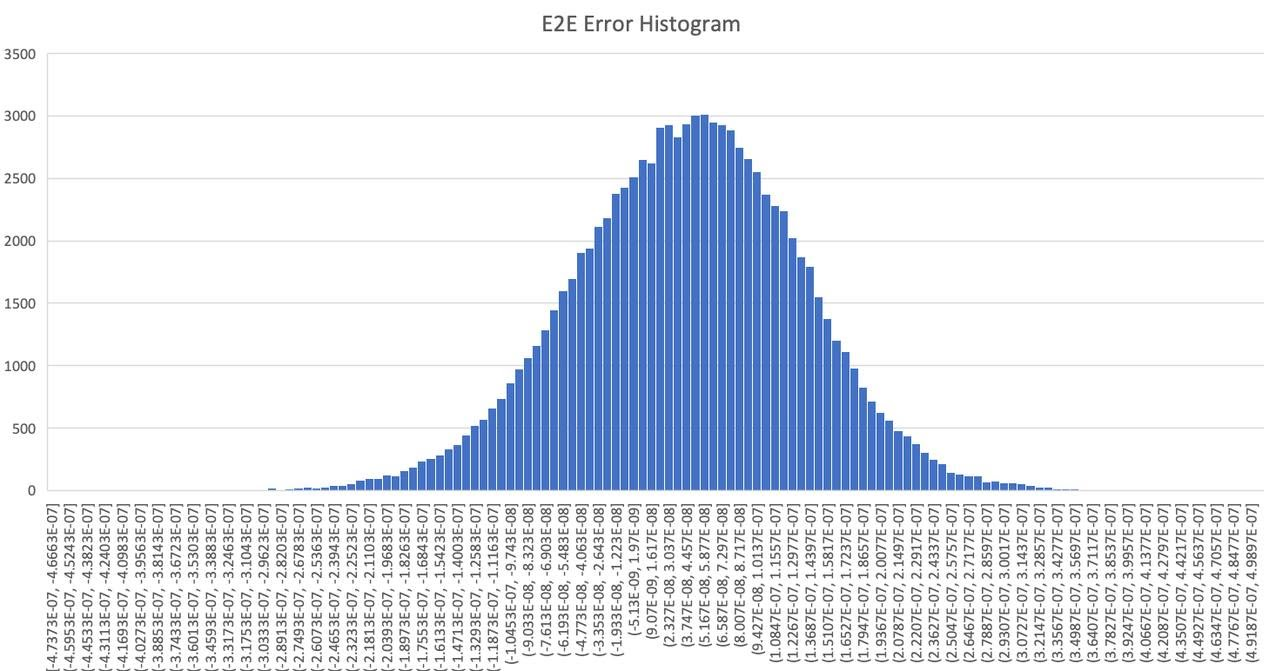 E2E Error Histogram
3500
3000
2500
2000
1500
1000
500
0
[-4.7373E-07, -4.6663E-07]
(-4.5953E-07, -4.5243E-07]
(-4.4533E-07, -4.3823E-07]
(-4.3113E-07, -4.2403E-07]
(-4.1693E-07, -4.0983E-07]
(-4.0273E-07, -3.9563E-07]
(-3.8853E-07, -3.8143E-07]
(-3.7433E-07, -3.6723E-07]
(-3.6013E-07, -3.5303E-07]
(-3.4593E-07, -3.3883E-07]
(-3.3173E-07, -3.2463E-07]
(-3.1753E-07, -3.1043E-07]
(-3.0333E-07, -2.9623E-07]
(-2.8913E-07, -2.8203E-07]
(-2.7493E-07, -2.6783E-07]
(-2.6073E-07, -2.5363E-07]
(-2.4653E-07, -2.3943E-07]
(-2.3233E-07, -2.2523E-07]
(-2.1813E-07, -2.1103E-07]
(-2.0393E-07, -1.9683E-07]
(-1.8973E-07, -1.8263E-07]
(-1.7553E-07, -1.6843E-07]
(-1.6133E-07, -1.5423E-07]
(-1.4713E-07, -1.4003E-07]
(-1.3293E-07, -1.2583E-07]
(-1.1873E-07, -1.1163E-07]
(-1.0453E-07, -9.743E-08]
(-9.033E-08, -8.323E-08]
(-7.613E-08, -6.903E-08]
(-6.193E-08, -5.483E-08]
(-4.773E-08, -4.063E-08]
(-3.353E-08, -2.643E-08]
(-1.933E-08, -1.223E-08]
(-5.13E-09, 1.97E-09]
(9.07E-09, 1.617E-08]
(2.327E-08, 3.037E-08]
(3.747E-08, 4.457E-08]
(5.167E-08, 5.877E-08]
(6.587E-08, 7.297E-08]
(8.007E-08, 8.717E-08]
(9.427E-08, 1.0137E-07]
(1.0847E-07, 1.1557E-07]
(1.2267E-07, 1.2977E-07]
(1.3687E-07, 1.4397E-07]
(1.5107E-07, 1.5817E-07]
(1.6527E-07, 1.7237E-07]
(1.7947E-07, 1.8657E-07]
(1.9367E-07, 2.0077E-07]
(2.0787E-07, 2.1497E-07]
(2.2207E-07, 2.2917E-07]
(2.3627E-07, 2.4337E-07]
(2.5047E-07, 2.5757E-07]
(2.6467E-07, 2.7177E-07]
(2.7887E-07, 2.8597E-07]
(2.9307E-07, 3.0017E-07]
(3.0727E-07, 3.1437E-07]
(3.2147E-07, 3.2857E-07]
(3.3567E-07, 3.4277E-07]
(3.4987E-07, 3.5697E-07]
(3.6407E-07, 3.7117E-07]
(3.7827E-07, 3.8537E-07]
(3.9247E-07, 3.9957E-07]
(4.0667E-07, 4.1377E-07]
(4.2087E-07, 4.2797E-07]
(4.3507E-07, 4.4217E-07]
(4.4927E-07, 4.5637E-07]
(4.6347E-07, 4.7057E-07]
(4.7767E-07, 4.8477E-07]
(4.9187E-07, 4.9897E-07]